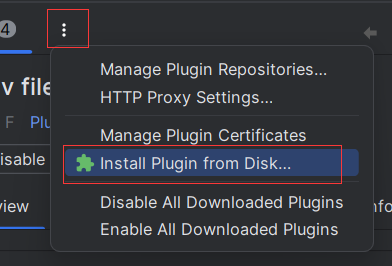 4
Manage Plugin Repositories...
v file
HTTP Proxy Settings...
F Plu
Manage Plugin Certificates
isable
Install Plugin from Disk...
view
Disable All Downloaded Plugins
nfo
Enable All Downloaded Plugins